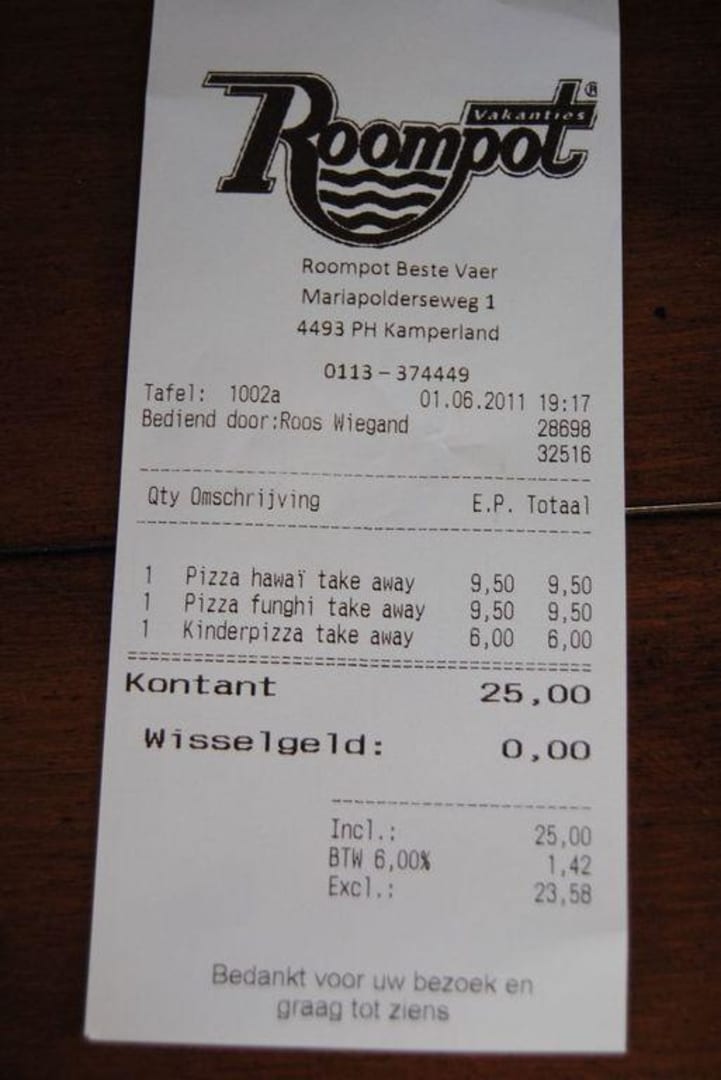 Roompot
Vakanties ®
Roompot Beste Vaer
Mariapolderseweg 1
4493 PH Kamperland
0113 – 374449
Tafel: 1002a 01.06.2011 19:17
Bediend door:Roos Wiegand 28698
32516
Qty Omschrijving E.P. Totaal
1 Pizza hawaï take away 9,50 9,50
1 Pizza funghi take away 9,50 9,50
1 Kinderpizza take away 6,00 6,00
Kontant 25,00
Wisselgeld: 0,00
Incl.: 25,00
BTW 6,00% 1,42
Excl.: 23,58
Bedankt voor uw bezoek en
graag tot ziens